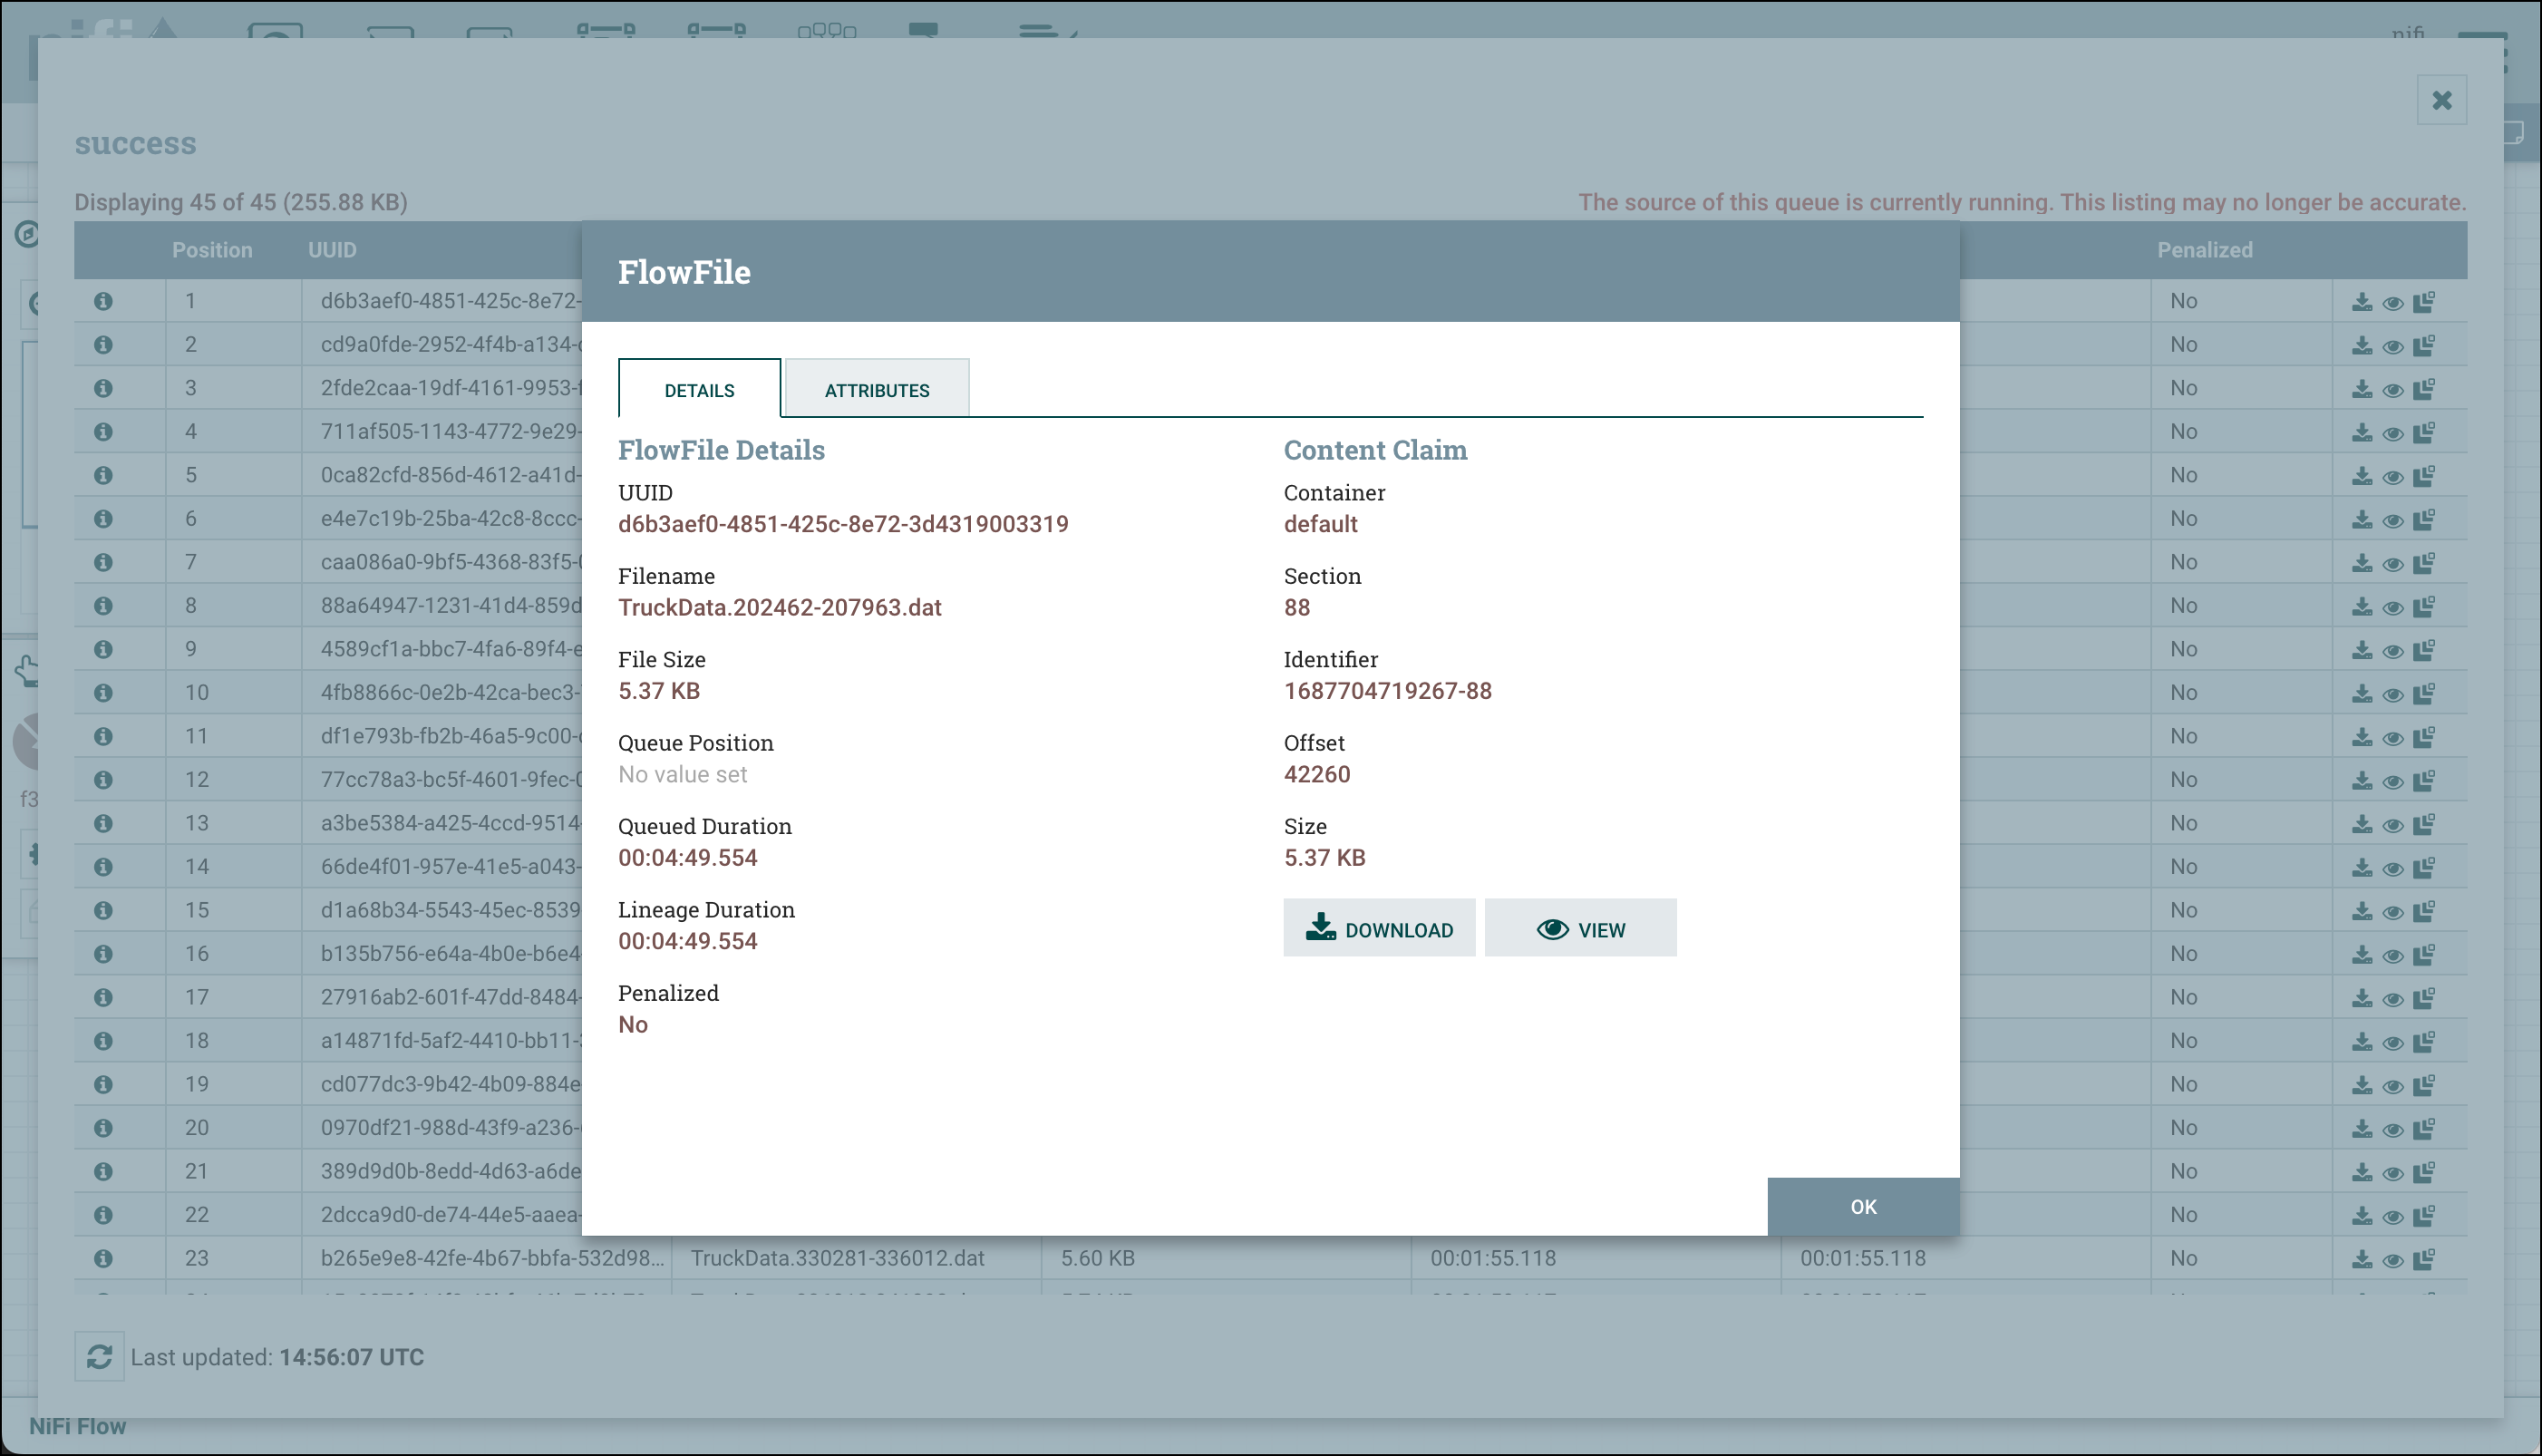 nifi
nifi
success
Displaying 45 of 45 (255.88 KB)
The source of this queue is currently running. This listing may no longer be accurate.
Position UUID Penalized
1 d6b3aef0-4851-425c-8e72- No
2 cd9a0fde-2952-4f4b-a134- No
3 2fde2caa-19df-4161-9953- No
4 711af505-1143-4772-9e29- No
5 0ca82cfd-856d-4612-a41d- No
6 e4e7c19b-25ba-42c8-8ccc- No
7 caa086a0-9bf5-4368-83f5- No
8 88a64947-1231-41d4-859d No
9 4589cf1a-bbc7-4fa6-89f4- No
10 4fb8866c-0e2b-42ca-bec3- No
11 df1e793b-fb2b-46a5-9c00- No
12 77cc78a3-bc5f-4601-9fec- No
13 a3be5384-a425-4ccd-9514- No
14 66de4f01-957e-41e5-a043- No
15 d1a68b34-5543-45ec-8539 No
16 b135b756-e64a-4b0e-b6e4 No
17 27916ab2-601f-47dd-8484- No
18 a14871fd-5af2-4410-bb11- No
19 cd077dc3-9b42-4b09-884e No
20 0970df21-988d-43f9-a236- No
21 389d9d0b-8edd-4d63-a6de No
22 2dcca9d0-de74-44e5-aaea- No
23 b265e9e8-42fe-4b67-bbfa-532d98... TruckData.330281-336012.dat 5.60 KB 00:01:55.118 00:01:55.118 No
f3
FlowFile
DETAILS ATTRIBUTES
FlowFile Details
UUID
d6b3aef0-4851-425c-8e72-3d4319003319
Filename
TruckData.202462-207963.dat
File Size
5.37 KB
Queue Position
No value set
Queued Duration
00:04:49.554
Lineage Duration
00:04:49.554
Penalized
No
Content Claim
Container
default
Section
88
Identifier
1687704719267-88
Offset
42260
Size
5.37 KB
DOWNLOAD VIEW
OK
Last updated: 14:56:07 UTC
NiFi Flow